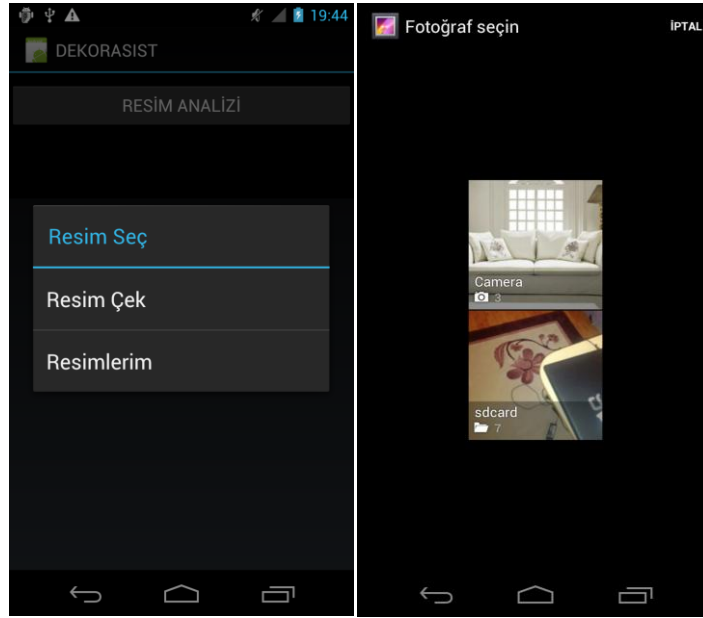 19:44
DEKORASIST
RESİM ANALİZİ
Resim Seç
Resim Çek
Resimlerim
Fotoğraf seçin
İPTAL
Camera
3
sdcard
7